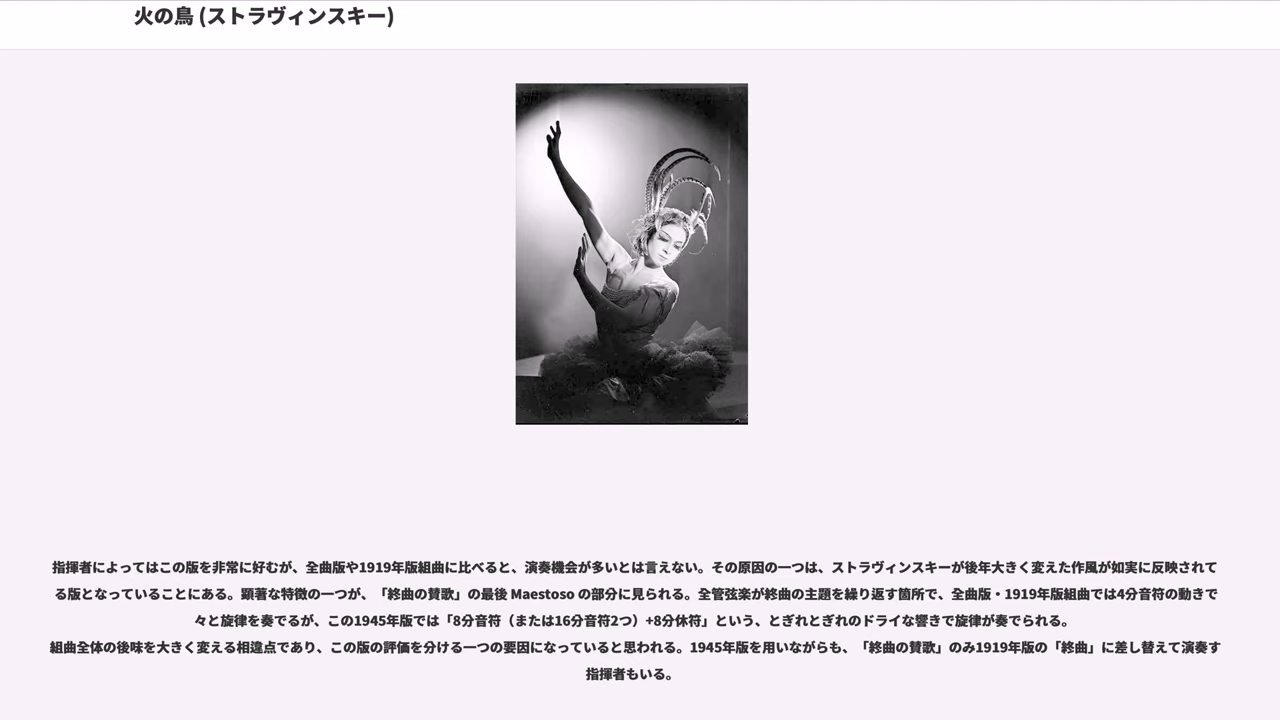 火の鳥 (ストラヴィンスキー)
指揮者によってはこの版を非常に好むが、全曲版や1919年版組曲に比べると、演奏機会が多いとは言えない。その原因の一つは、ストラヴィンスキーが後年大きく変えた作風が如実に反映されて
る版となっていることにある。顕著な特徴の一つが、「終曲の賛歌」の最後 Maestoso の部分に見られる。全管弦楽が終曲の主題を繰り返す箇所で、全曲版・1919年版組曲では4分音符の動きで
々と旋律を奏でるが、この1945年版では「8分音符（または16分音符2つ）+8分休符」という、とぎれとぎれのドライな響きで旋律が奏でられる。
組曲全体の後味を大きく変える相違点であり、この版の評価を分ける一つの要因になっていると思われる。1945年版を用いながらも、「終曲の賛歌」のみ1919年版の「終曲」に差し替えて演奏す
指揮者もいる。